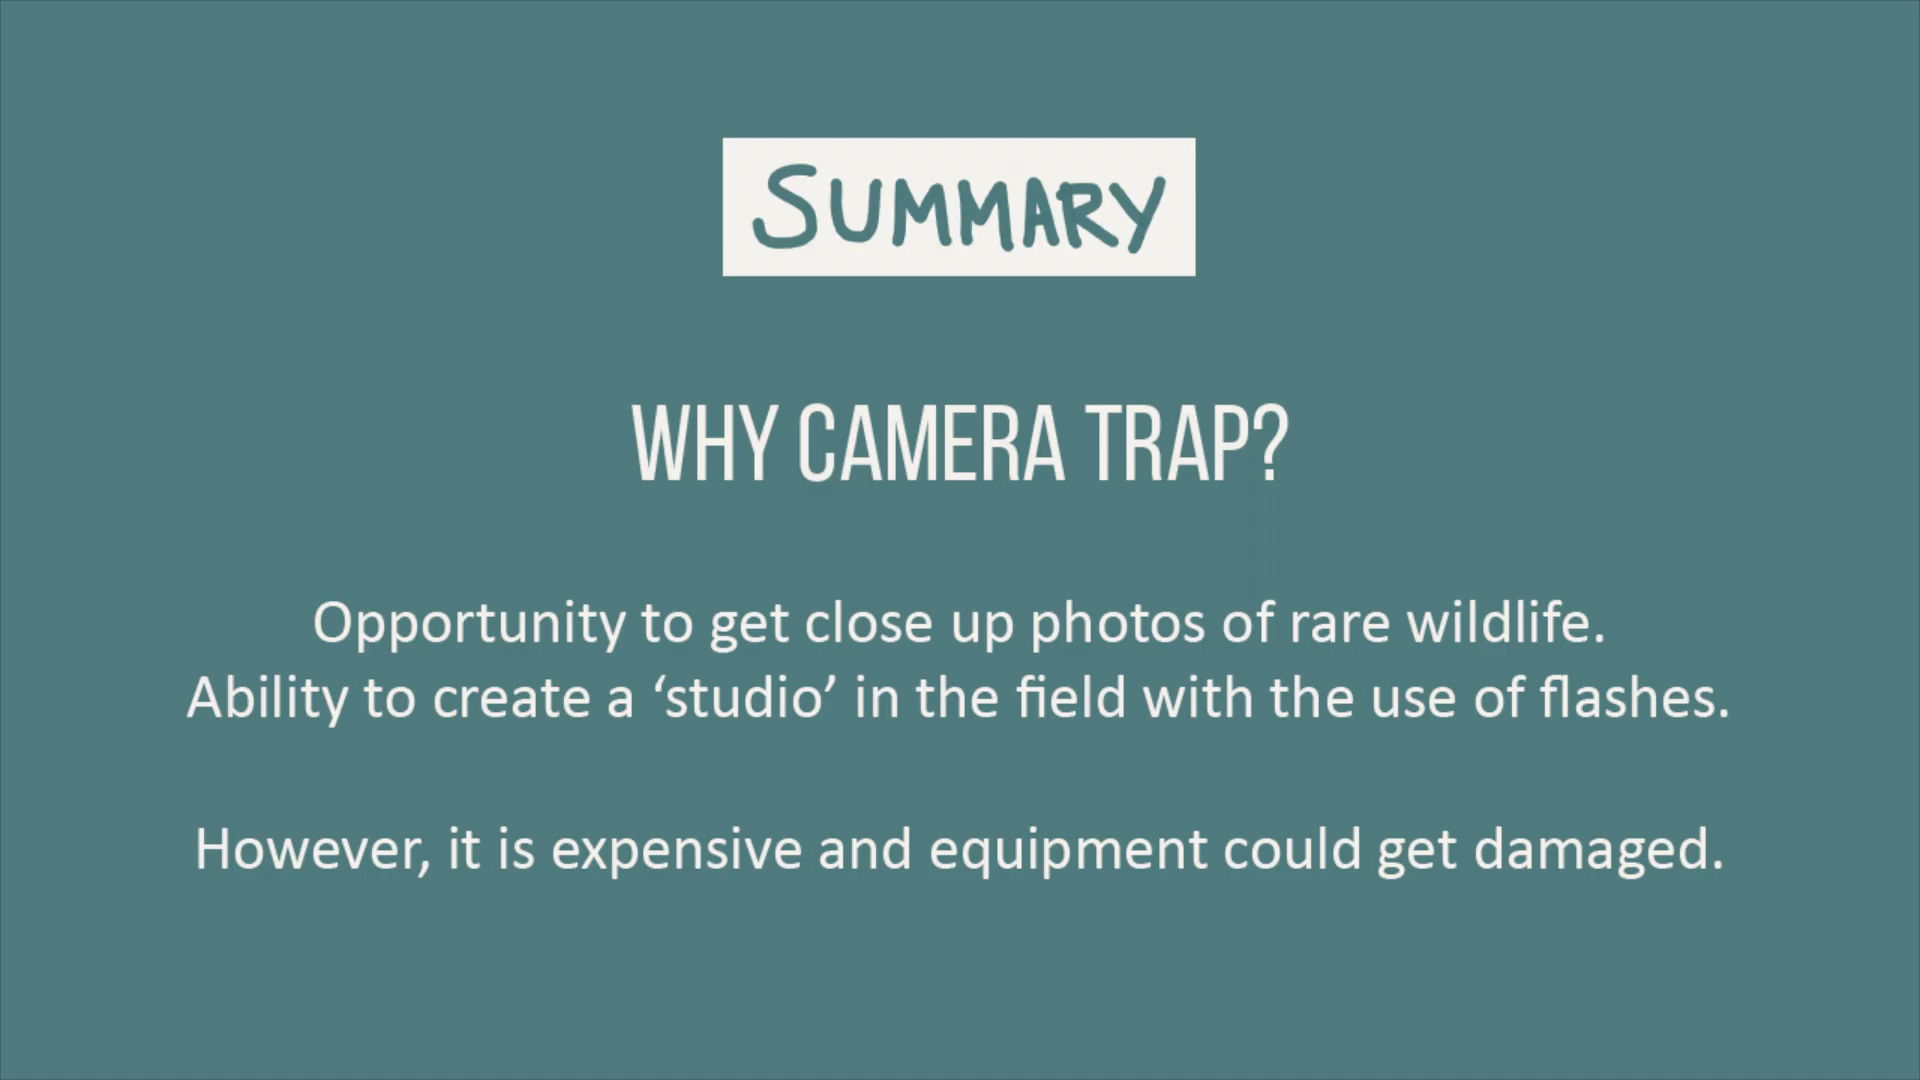 SUMMARY
WHY CAMERA TRAP?
Opportunity to get close up photos of rare wildlife.
Ability to create a ‘studio’ in the field with the use of flashes.
However, it is expensive and equipment could get damaged.